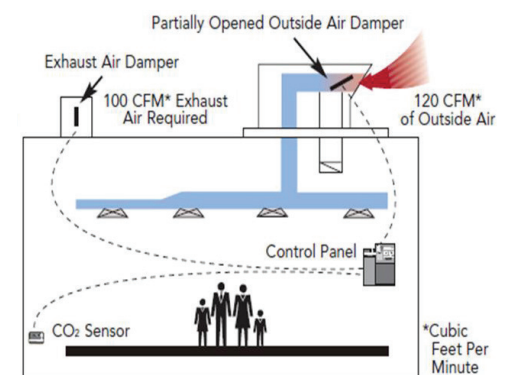 Partially Opened Outside Air Damper
Exhaust Air Damper
100 CFM* Exhaust
Air Required
120 CFM*
of Outside Air
Control Panel
CO₂ Sensor
*Cubic
Feet Per
Minute